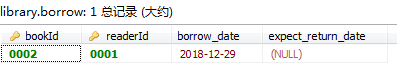 library.borrow: 1 总记录 (大约)
bookId readerId borrow_date expect_return_date
0002 0001 2018-12-29 (NULL)